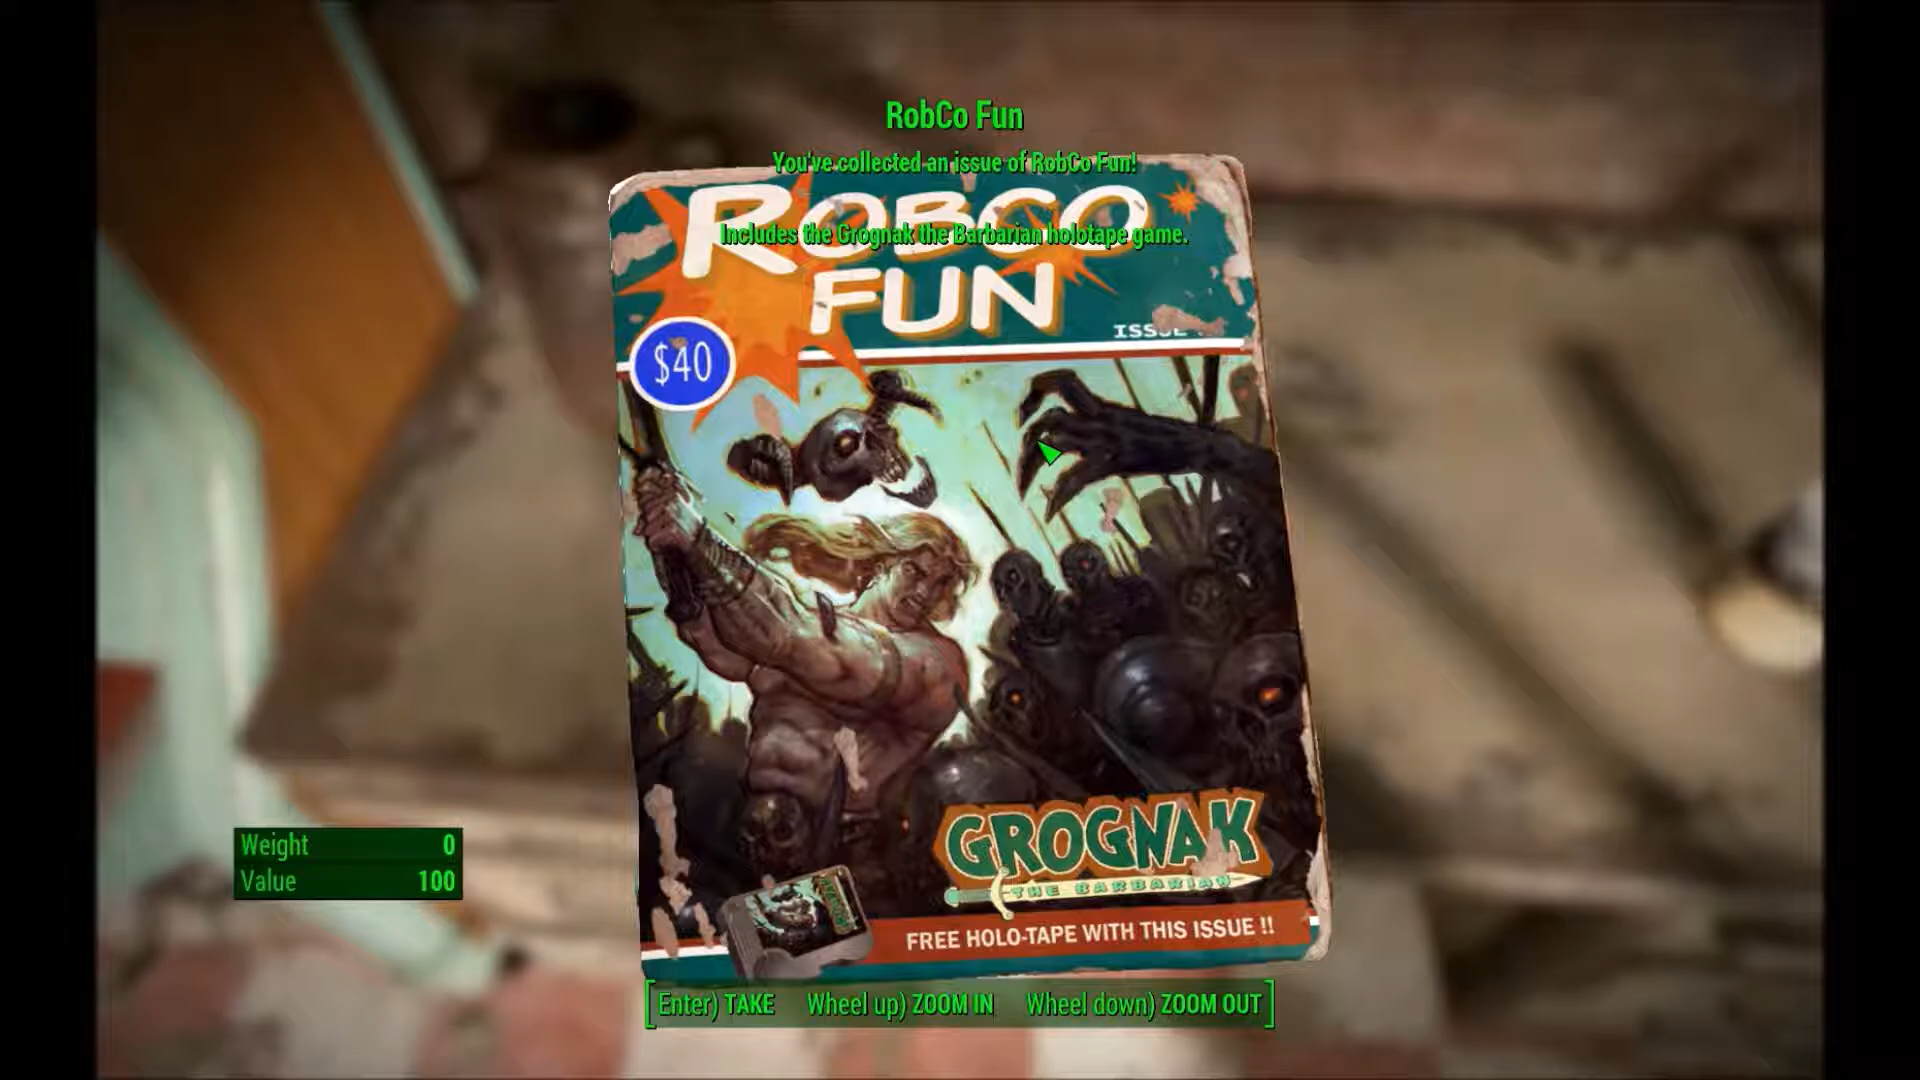 RobCo Fun
You've collected an issue of RobCo Fun!
ROBCO
Includes the Grognak the Barbarian holotape game.
FUN
$40
GROGNAK
THE BARBARIAN
FREE HOLO-TAPE WITH THIS ISSUE !!
Weight 0
Value 100
Enter) TAKE Wheel up) ZOOM IN Wheel down) ZOOM OUT